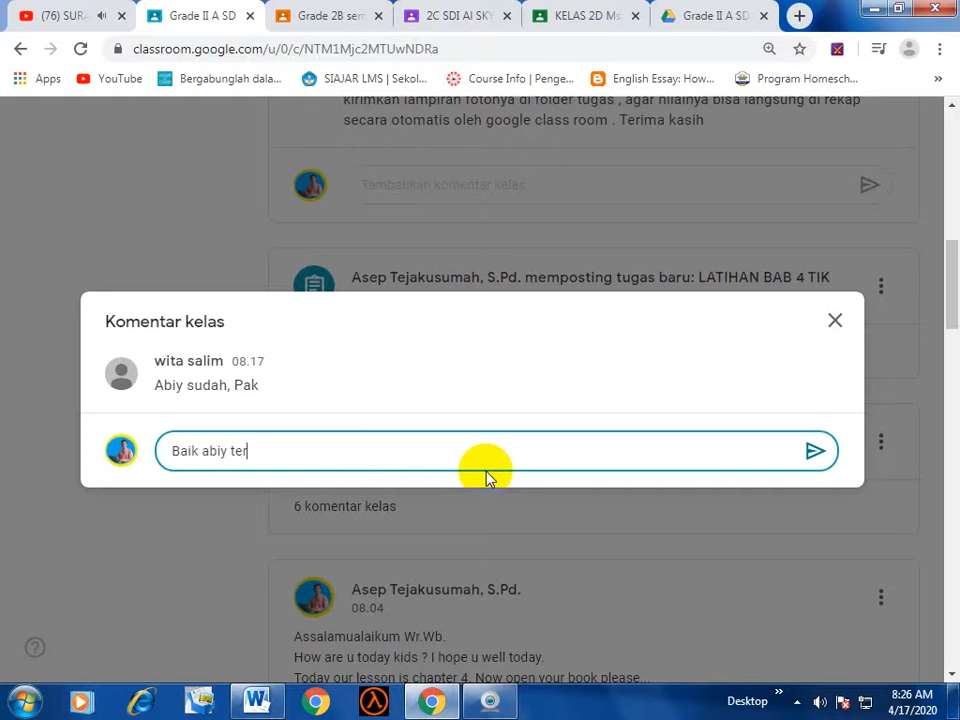 (76) SURA
Grade II A SD
Grade 2B sem
2C SDI Al SKY
KELAS 2D Ms
Grade II A SD
classroom.google.com/u/0/c/NTM1Mjc2MTUwNDRa
Apps
YouTube
Bergabunglah dala...
SIAJAR LMS | Sekol...
Course Info | Penge...
English Essay: How...
Program Homesch...
»
kirimkan lampiran fotonya di folder tugas , agar nilainya bisa langsung di rekap
secara otomatis oleh google class room . Terima kasih
Tambahkan komentar kelas
Asep Tejakusumah, S.Pd. memposting tugas baru: LATIHAN BAB 4 TIK
Komentar kelas
wita salim 08.17
Abiy sudah, Pak
Baik abiy ter
6 komentar kelas
Asep Tejakusumah, S.Pd.
08.04
Assalamualaikum Wr.Wb.
How are u today kids ? I hope u well today.
Today our lesson is chapter 4. Now open your book please...
Desktop
»
8:26 AM
4/17/2020